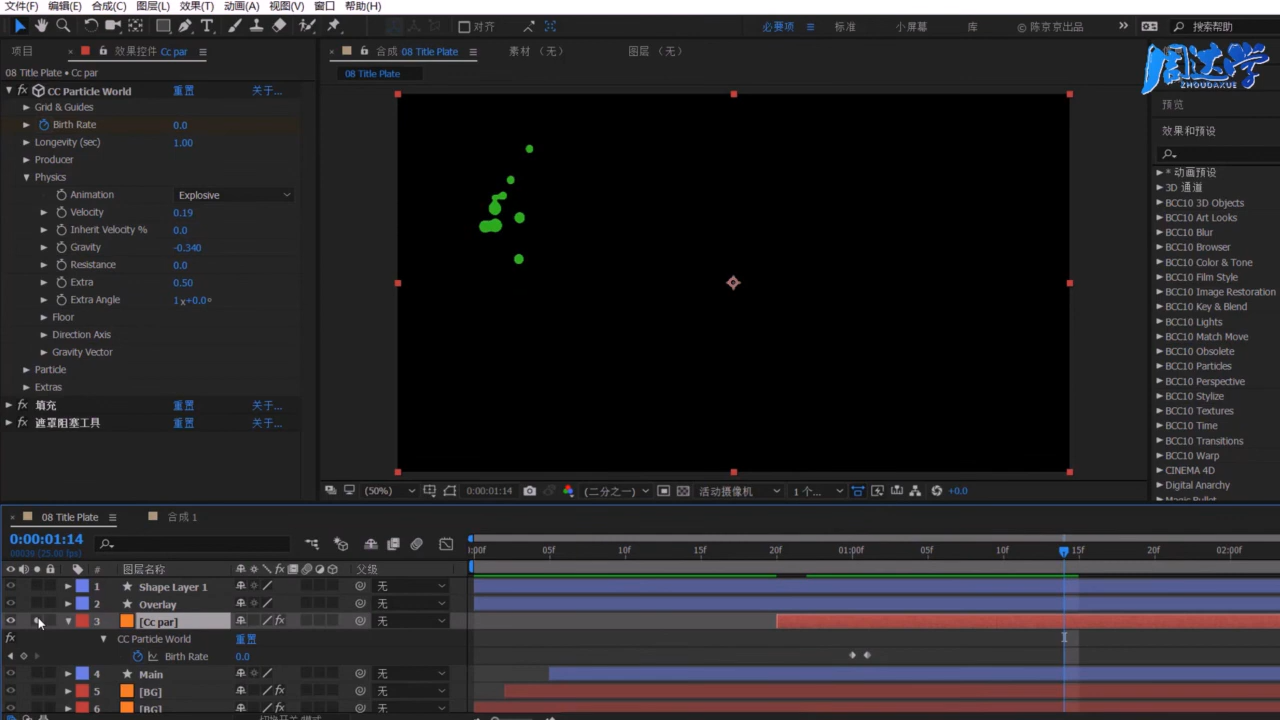 文件(F) 编辑(E) 合成(C) 图层(L) 效果(T) 动画(A) 视图(V) 窗口 帮助(H)
对齐 必要项 标准 小屏幕 库 陈京京出品 搜索帮助
项目 效果控件 Cc par 合成 08 Title Plate 素材（无） 图层（无）
周达学
ZHOUDAXUE
08 Title Plate • Cc par 08 Title Plate
预览
效果和预设
CC Particle World 重置 关于...
Grid & Guides
Birth Rate 0.0
Longevity (sec) 1.00
Producer
Physics
Animation Explosive
Velocity 0.19
Inherit Velocity % 0.0
Gravity -0.340
Resistance 0.0
Extra 0.50
Extra Angle 1x+0.0°
Floor
Direction Axis
Gravity Vector
Particle
Extras
填充 重置 关于...
遮罩阻塞工具 重置 关于...
* 动画预设
3D 通道
BCC10 3D Objects
BCC10 Art Looks
BCC10 Blur
BCC10 Browser
BCC10 Color & Tone
BCC10 Film Style
BCC10 Image Restoration
BCC10 Key & Blend
BCC10 Lights
BCC10 Match Move
BCC10 Obsolete
BCC10 Particles
BCC10 Perspective
BCC10 Stylize
BCC10 Textures
BCC10 Time
BCC10 Transitions
BCC10 Warp
CINEMA 4D
Digital Anarchy
Magic Bullet
(50%) 0:00:01:14 (二分之一) 活动摄像机 1 个... +0.0
08 Title Plate 合成 1
0:00:01:14
00039 (25.00 fps)
:00f 05f 10f 15f 20f 01:00f 05f 10f 15f 20f 02:00f
# 图层名称 父级
1 Shape Layer 1 无
2 Overlay 无
3 [Cc par] 无
CC Particle World 重置
Birth Rate 0.0
4 Main 无
5 [BG] 无
6 [BG] 无
切换开关/模式